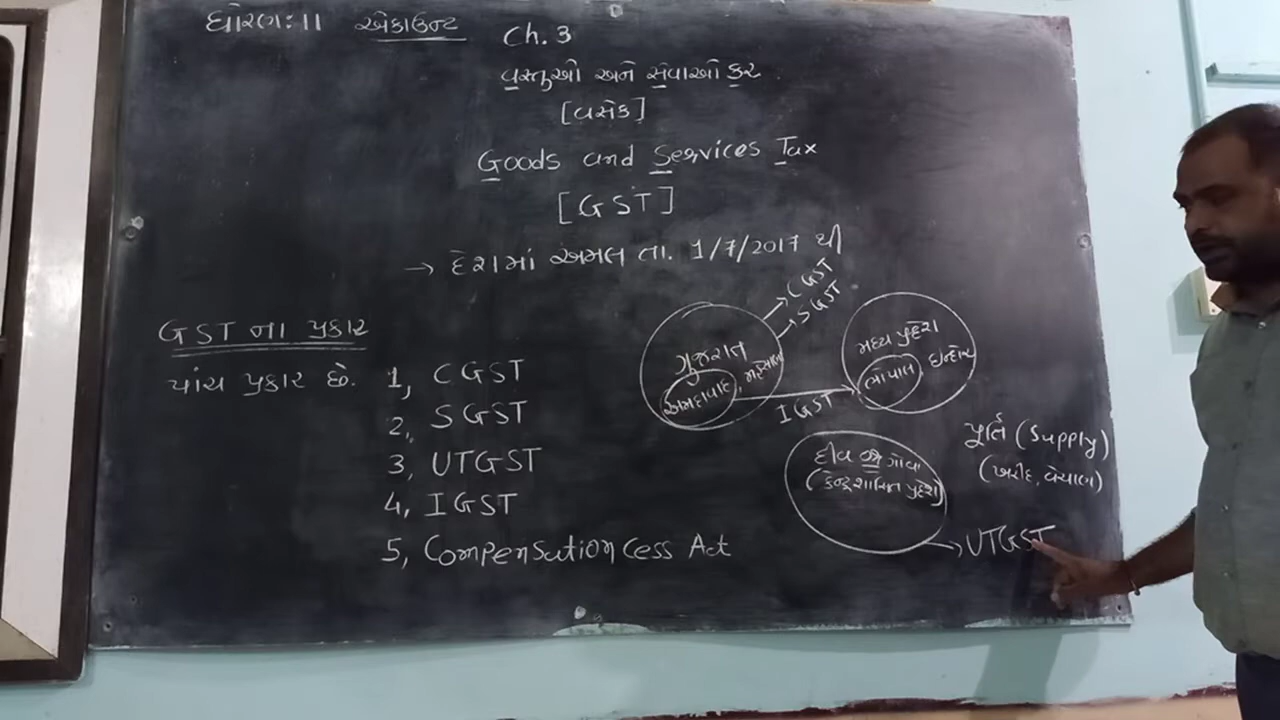 ધોરણઃ11 એકાઉન્ટ
Ch. 3
વસ્તુઓ અને સેવાઓ કર
[વસેક]
Goods and Services Tax
[GST]
→ દેશમાં અમલ તા. 1/7/2017 થી
GST ના પ્રકાર
પાંચ પ્રકાર છે.
1, CGST
2, SGST
3, UTGST
4, IGST
5, Compensation Cess Act
→ CGST
→ SGST
ગુજરાત
અમદાવાદ, મહેસાણા
IGST
મધ્ય પ્રદેશ
ભોપાલ, ઇન્દોર
દીવ ગોવા
(કેન્દ્રશાસિત પ્રદેશ)
→ UTGST
પૂર્તિ (Supply)
(ખરીદ, વેચાણ)